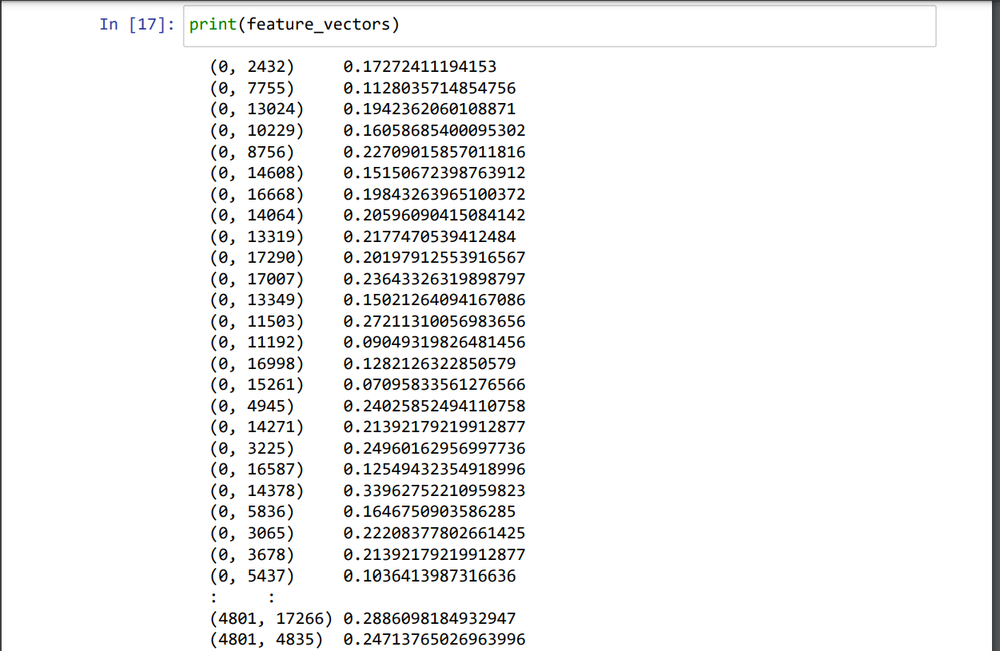 In [17]: print(feature_vectors)
(0, 2432) 0.17272411194153
(0, 7755) 0.1128035714854756
(0, 13024) 0.1942362060108871
(0, 10229) 0.16058685400095302
(0, 8756) 0.22709015857011816
(0, 14608) 0.15150672398763912
(0, 16668) 0.19843263965100372
(0, 14064) 0.20596090415084142
(0, 13319) 0.2177470539412484
(0, 17290) 0.20197912553916567
(0, 17007) 0.23643326319898797
(0, 13349) 0.15021264094167086
(0, 11503) 0.27211310056983656
(0, 11192) 0.09049319826481456
(0, 16998) 0.1282126322850579
(0, 15261) 0.07095833561276566
(0, 4945) 0.24025852494110758
(0, 14271) 0.21392179219912877
(0, 3225) 0.24960162956997736
(0, 16587) 0.12549432354918996
(0, 14378) 0.33962752210959823
(0, 5836) 0.1646750903586285
(0, 3065) 0.22208377802661425
(0, 3678) 0.21392179219912877
(0, 5437) 0.1036413987316636
: :
(4801, 17266) 0.2886098184932947
(4801, 4835) 0.24713765026963996